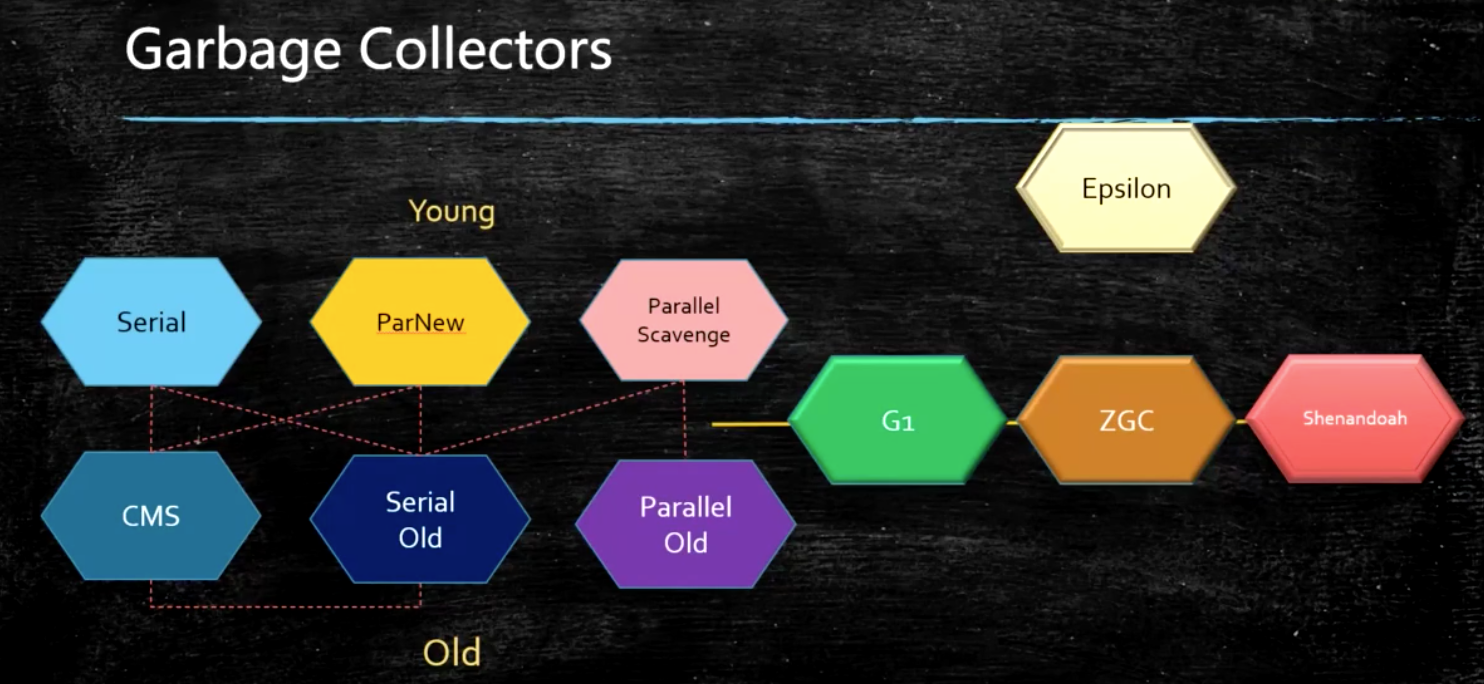 Garbage Collectors
Epsilon
Young
Serial
ParNew
Parallel
Scavenge
G1
ZGC
Shenandoah
CMS
Serial
Old
Parallel
Old
Old